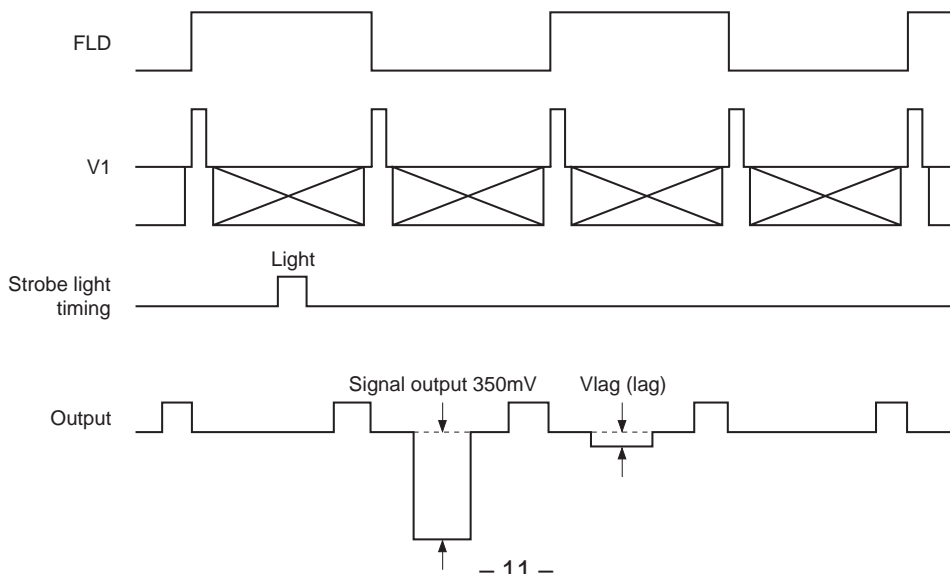 FLD
V1
Light
Strobe light
timing
Signal output 350mV
Vlag (lag)
Output
– 11 –